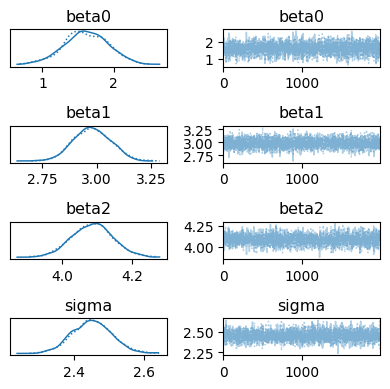 beta0 beta0
2
1
1 2 0 1000
beta1 beta1
3.25
3.00
2.75
2.75 3.00 3.25 0 1000
beta2 beta2
4.25
4.00
4.0 4.2 0 1000
sigma sigma
2.50
2.25
2.4 2.6 0 1000